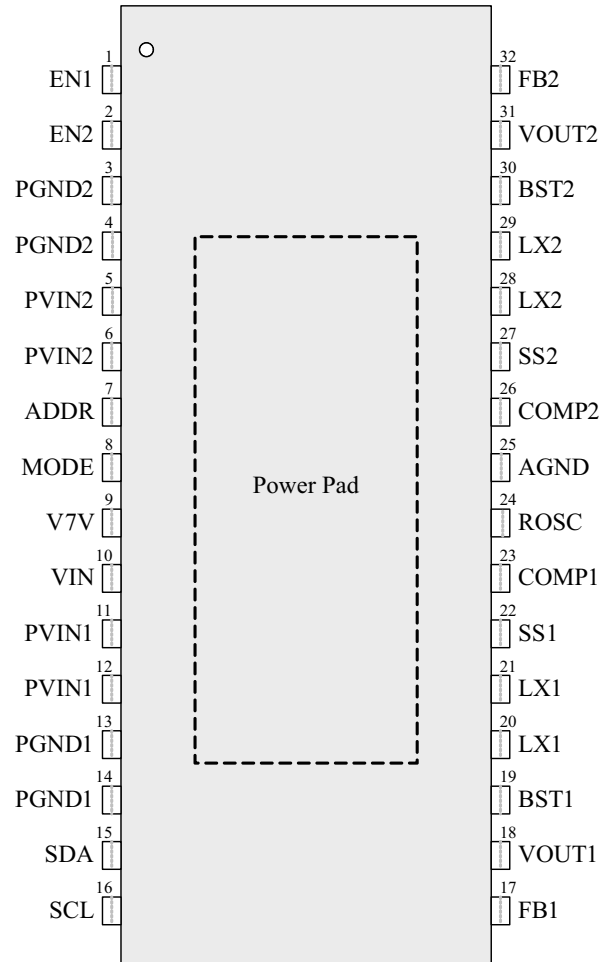 1
EN1
2
EN2
3
PGND2
4
PGND2
5
PVIN2
6
PVIN2
7
ADDR
8
MODE
9
V7V
10
VIN
11
PVIN1
12
PVIN1
13
PGND1
14
PGND1
15
SDA
16
SCL
Power Pad
32
FB2
31
VOUT2
30
BST2
29
LX2
28
LX2
27
SS2
26
COMP2
25
AGND
24
ROSC
23
COMP1
22
SS1
21
LX1
20
LX1
19
BST1
18
VOUT1
17
FB1